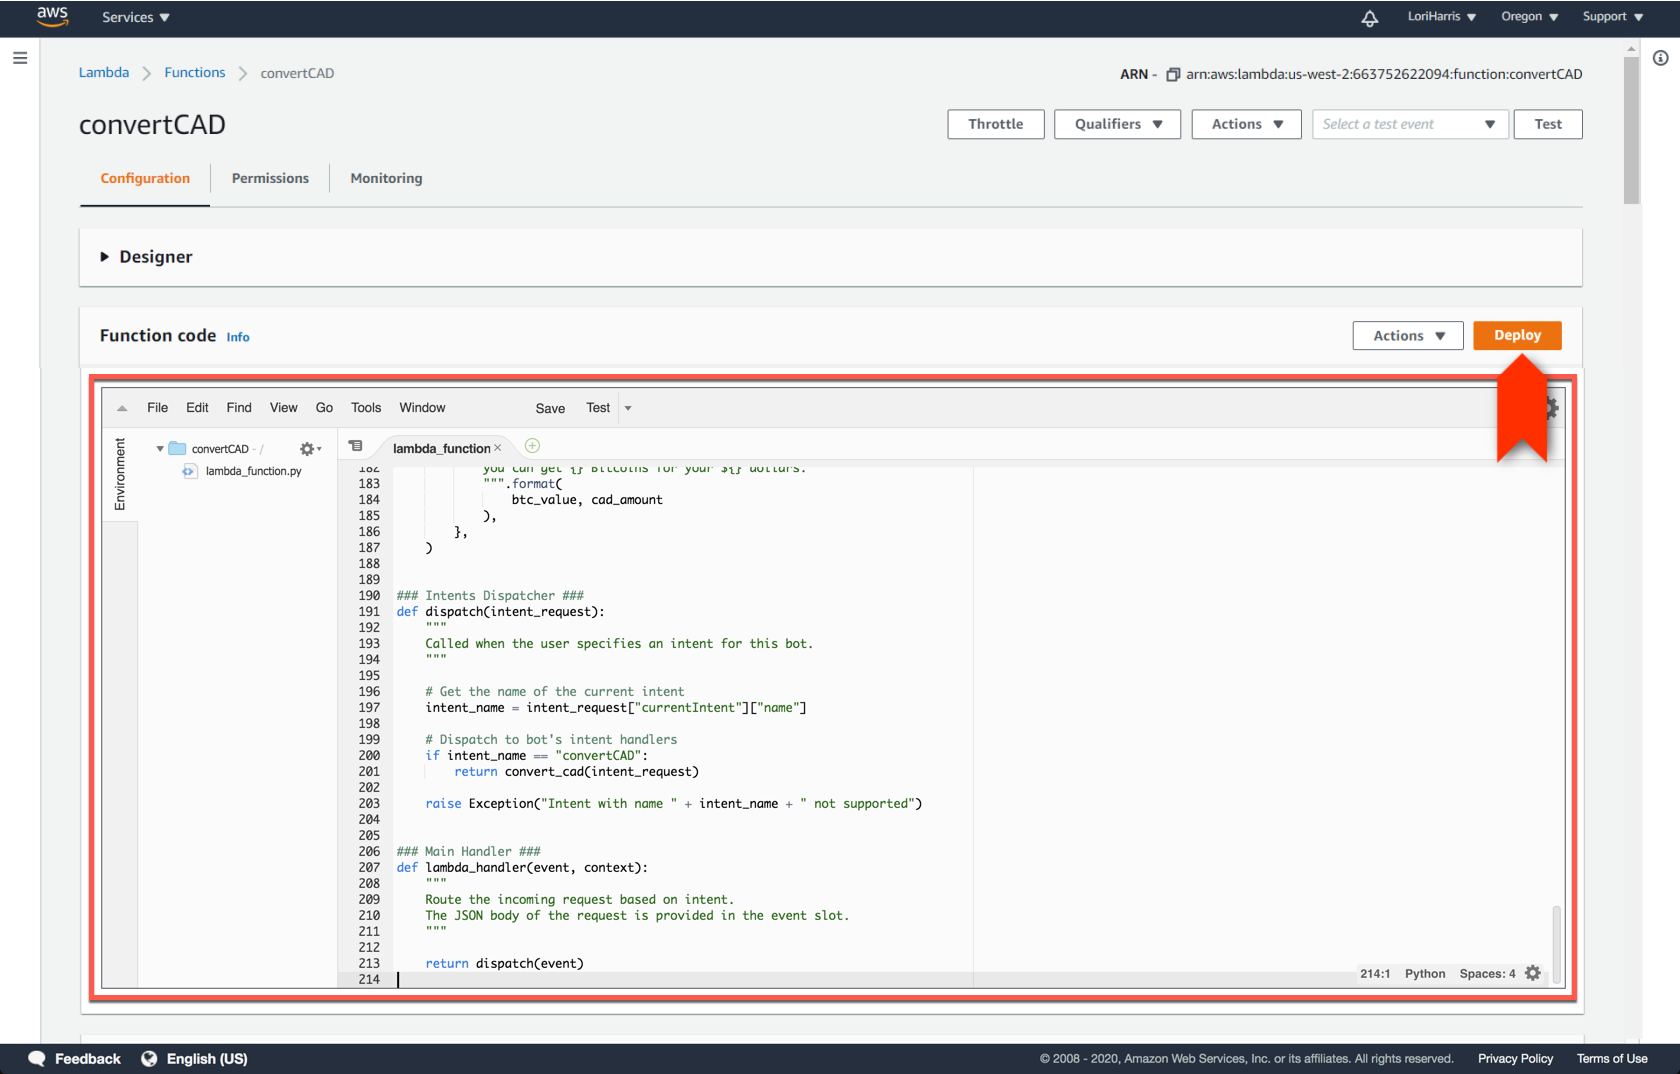 aws
Services
LoriHarris
Oregon
Support
Lambda
Functions
convertCAD
ARN - arn:aws:lambda:us-west-2:663752622094:function:convertCAD
convertCAD
Throttle
Qualifiers
Actions
Select a test event
Test
Configuration
Permissions
Monitoring
Designer
Function code Info
Actions
Deploy
File Edit Find View Go Tools Window Save Test
Environment
convertCAD - /
lambda_function.py
lambda_function
182 you can get {} Bitcoins for your ${} dollars.
183 """.format(
184 btc_value, cad_amount
185 ),
186 },
187 )
188
189
190 ### Intents Dispatcher ###
191 def dispatch(intent_request):
192 """
193 Called when the user specifies an intent for this bot.
194 """
195
196 # Get the name of the current intent
197 intent_name = intent_request["currentIntent"]["name"]
198
199 # Dispatch to bot's intent handlers
200 if intent_name == "convertCAD":
201 return convert_cad(intent_request)
202
203 raise Exception("Intent with name " + intent_name + " not supported")
204
205
206 ### Main Handler ###
207 def lambda_handler(event, context):
208 """
209 Route the incoming request based on intent.
210 The JSON body of the request is provided in the event slot.
211 """
212
213 return dispatch(event)
214
214:1 Python Spaces: 4
Feedback
English (US)
© 2008 - 2020, Amazon Web Services, Inc. or its affiliates. All rights reserved.
Privacy Policy
Terms of Use